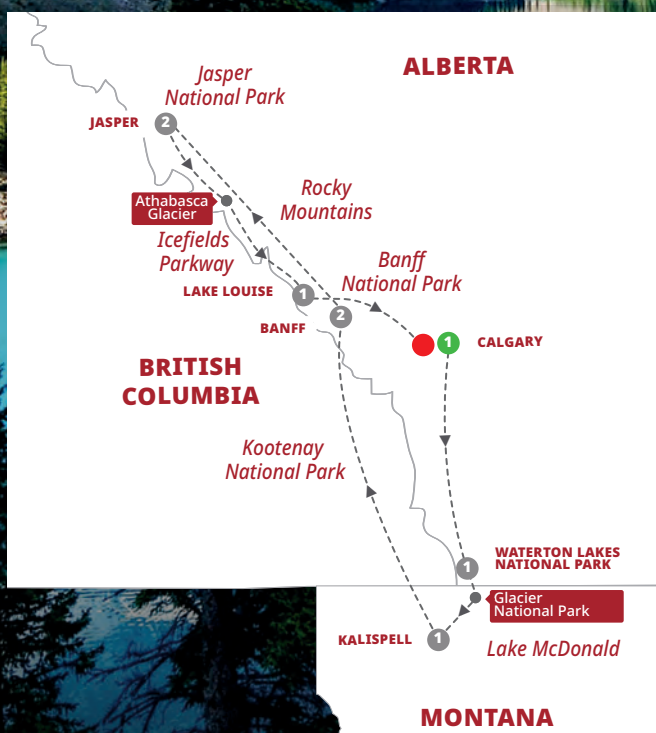 ALBERTA
Jasper
National Park
JASPER
2
Athabasca
Glacier
Rocky
Mountains
Icefields
Parkway
Banff
National Park
LAKE LOUISE
1
2
BANFF
1
CALGARY
BRITISH
COLUMBIA
Kootenay
National Park
WATERTON LAKES
NATIONAL PARK
1
Glacier
National Park
KALISPELL
1
Lake McDonald
MONTANA